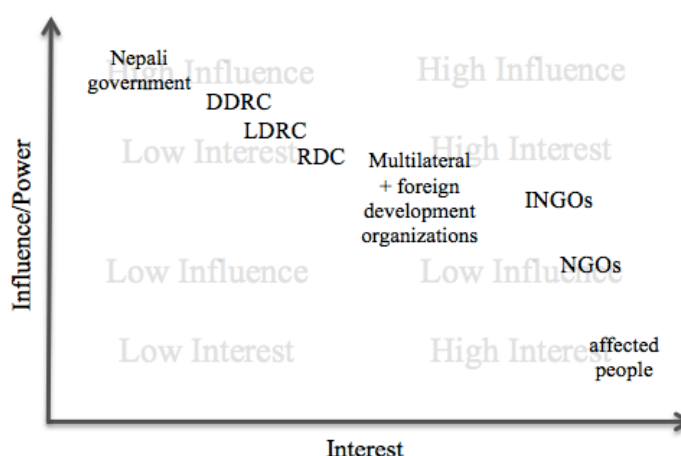 Nepali
government
High Influence
High Influence
DDRC
LDRC
RDC
Low Interest
High Interest
Multilateral
+ foreign
development
organizations
INGOs
NGOs
Low Influence
Low Influence
Low Interest
High Interest
affected
people
Influence/Power
Interest